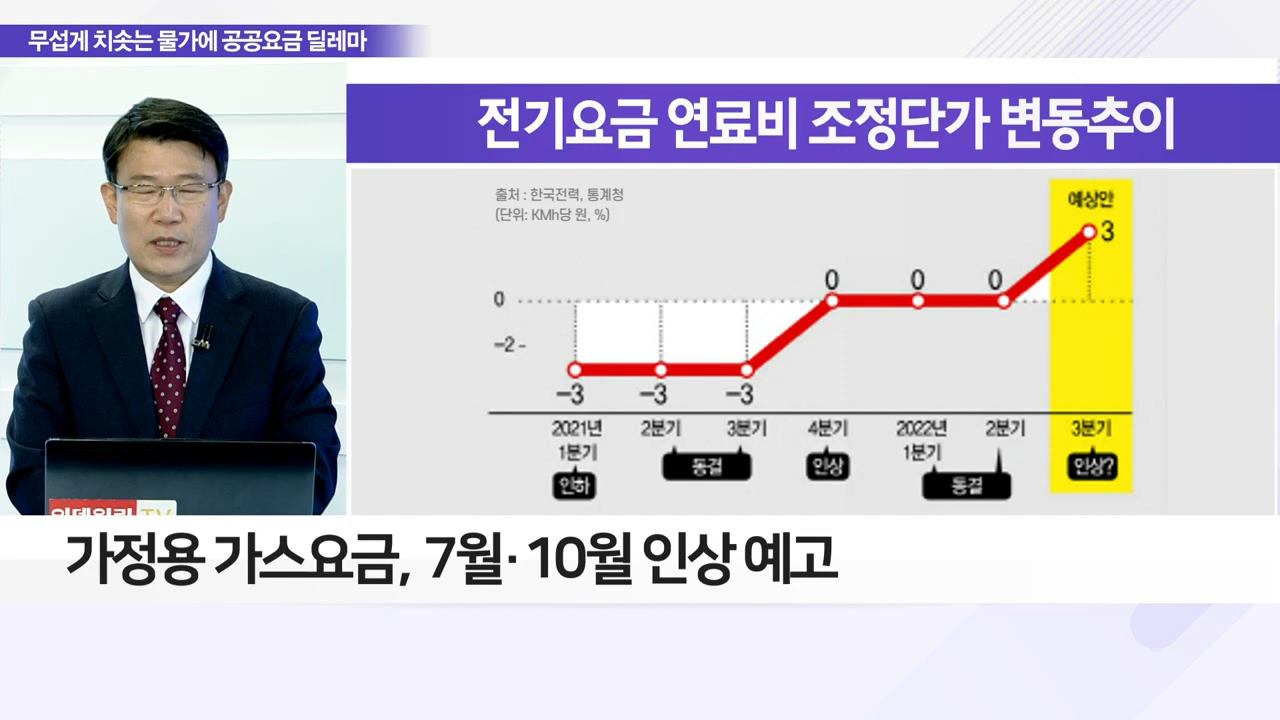 무섭게 치솟는 물가에 공공요금 딜레마
전기요금 연료비 조정단가 변동추이
출처 : 한국전력, 통계청
(단위: KMh당 원, %)
예상안
3
0 0 0
0
-2
-3 -3 -3
2021년 1분기 2분기 3분기 4분기 2022년 1분기 2분기 3분기
인하 동결 인상 동결 인상?
이데일리 TV
가정용 가스요금, 7월·10월 인상 예고